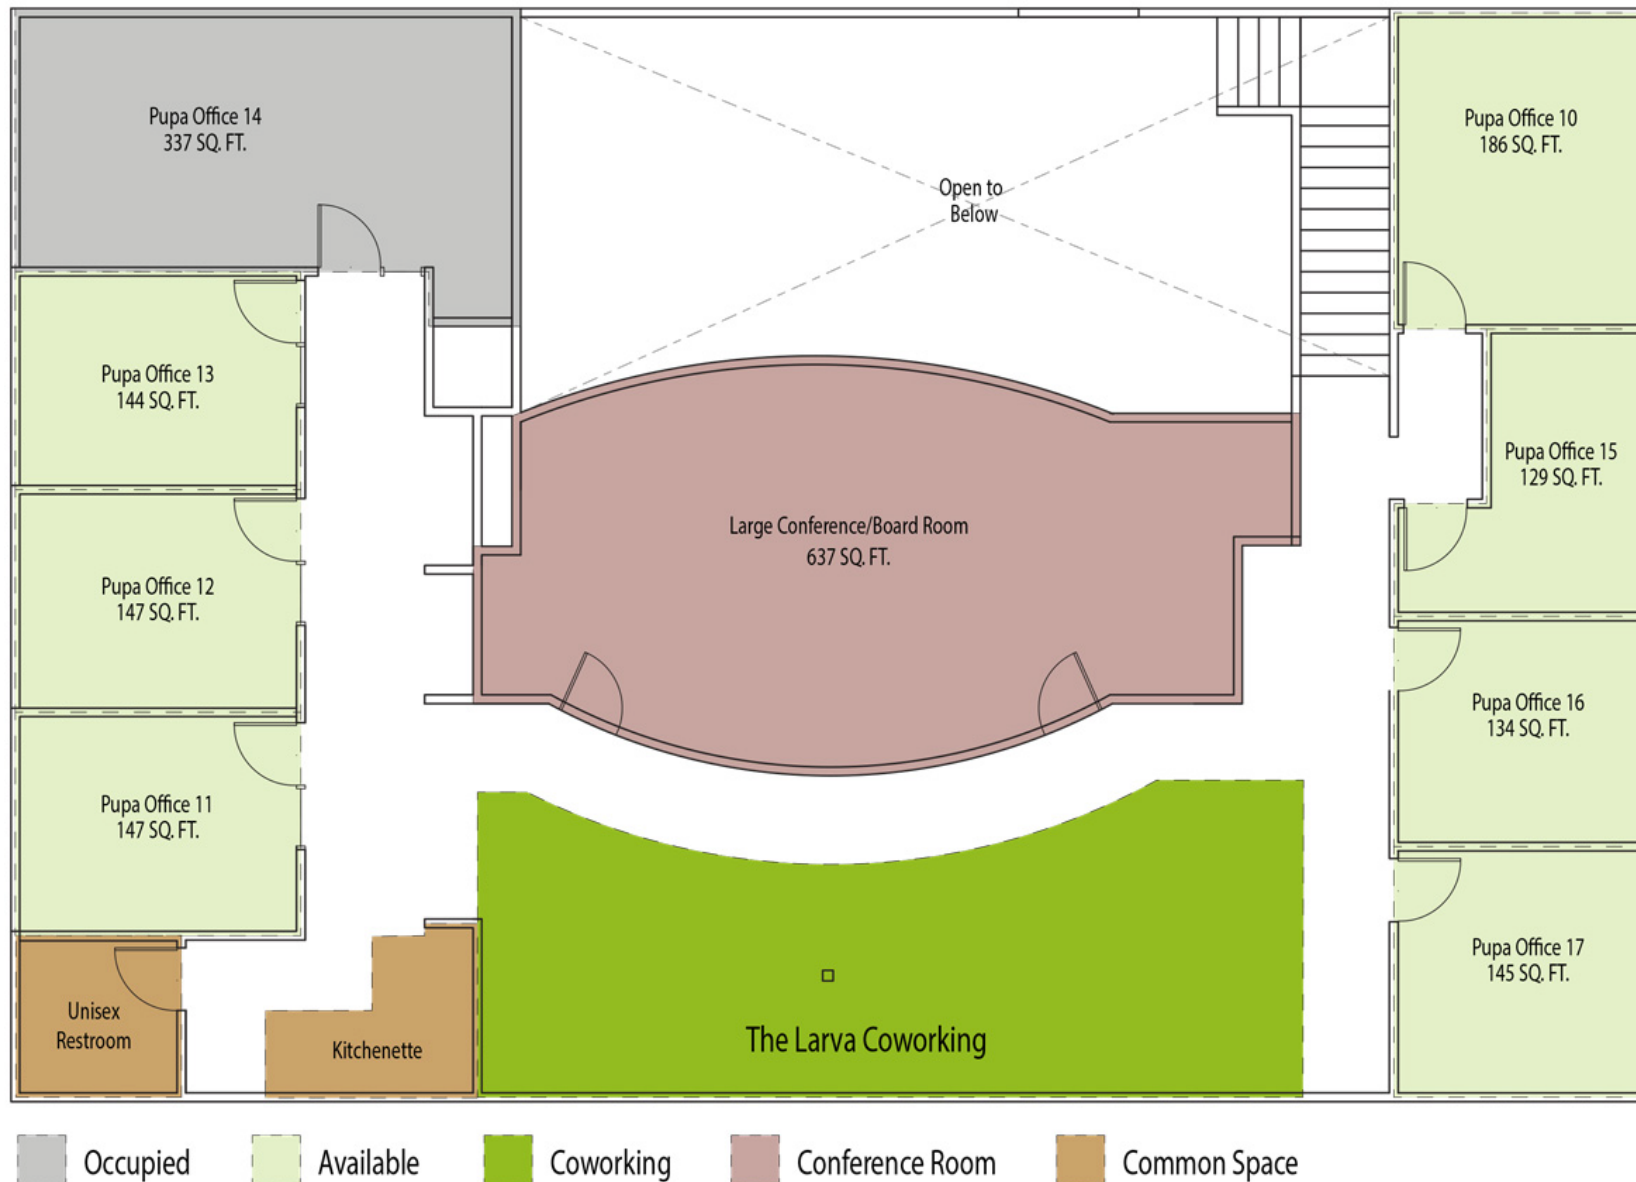 Pupa Office 14
337 SQ. FT.
Pupa Office 10
186 SQ. FT.
Open to
Below
Pupa Office 13
144 SQ. FT.
Pupa Office 15
129 SQ. FT.
Large Conference/Board Room
637 SQ. FT.
Pupa Office 12
147 SQ. FT.
Pupa Office 16
134 SQ. FT.
Pupa Office 11
147 SQ. FT.
Pupa Office 17
145 SQ. FT.
Unisex
Restroom
Kitchenette
The Larva Coworking
Occupied
Available
Coworking
Conference Room
Common Space